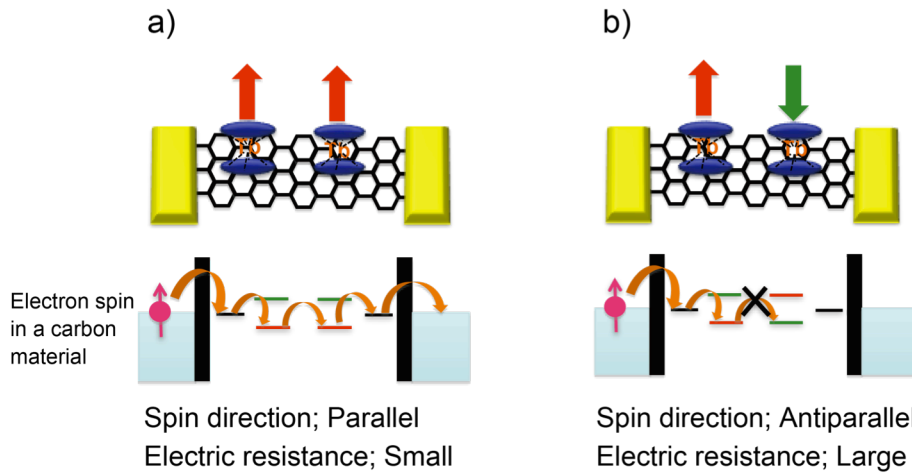 a)
b)
Tb
Tb
Tb
Tb
Electron spin
in a carbon
material
Spin direction; Parallel
Electric resistance; Small
Spin direction; Antiparallel
Electric resistance; Large